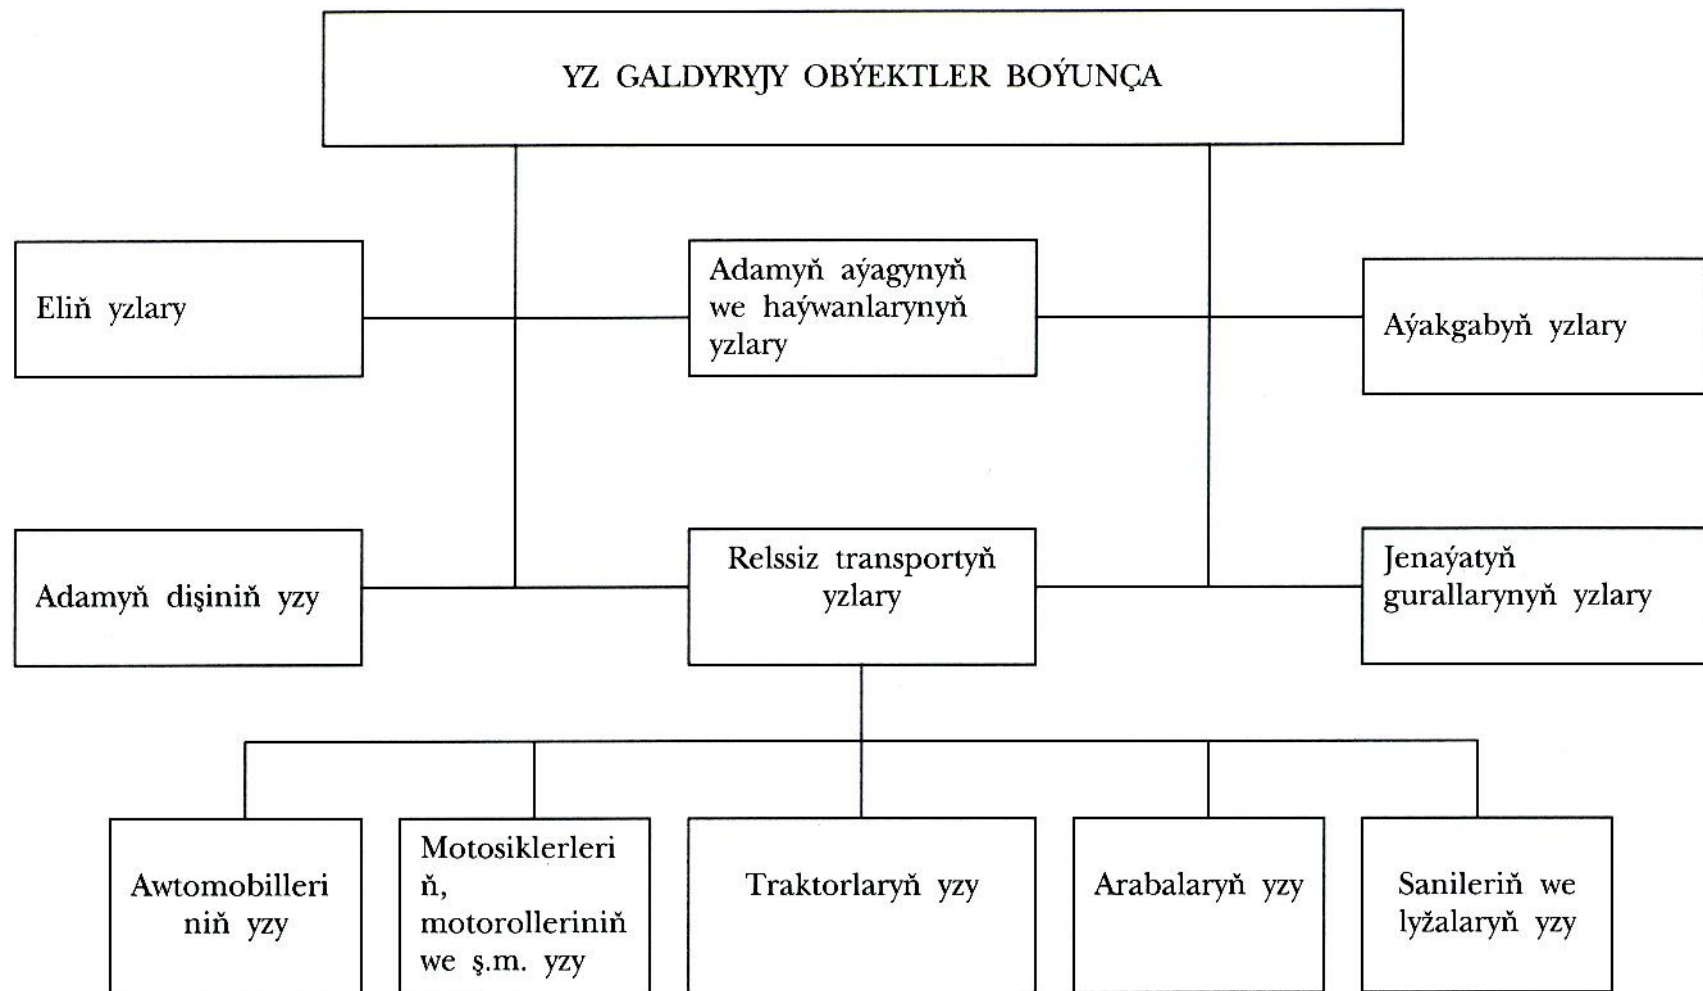 YZ GALDYRYJY OBÝEKTLER BOÝUNÇA
Eliň yzlary
Adamyň aýagynyň
we haýwanlarynyň
yzlary
Aýakgabyň yzlary
Adamyň dişiniň yzy
Relssiz transportyň
yzlary
Jenaýatyň
gurallarynyň yzlary
Awtomobilleri
niň yzy
Motosiklerleri
ň,
motorolleriniň
we ş.m. yzy
Traktorlaryň yzy
Arabalaryň yzy
Sanileriň we
lyžalaryň yzy